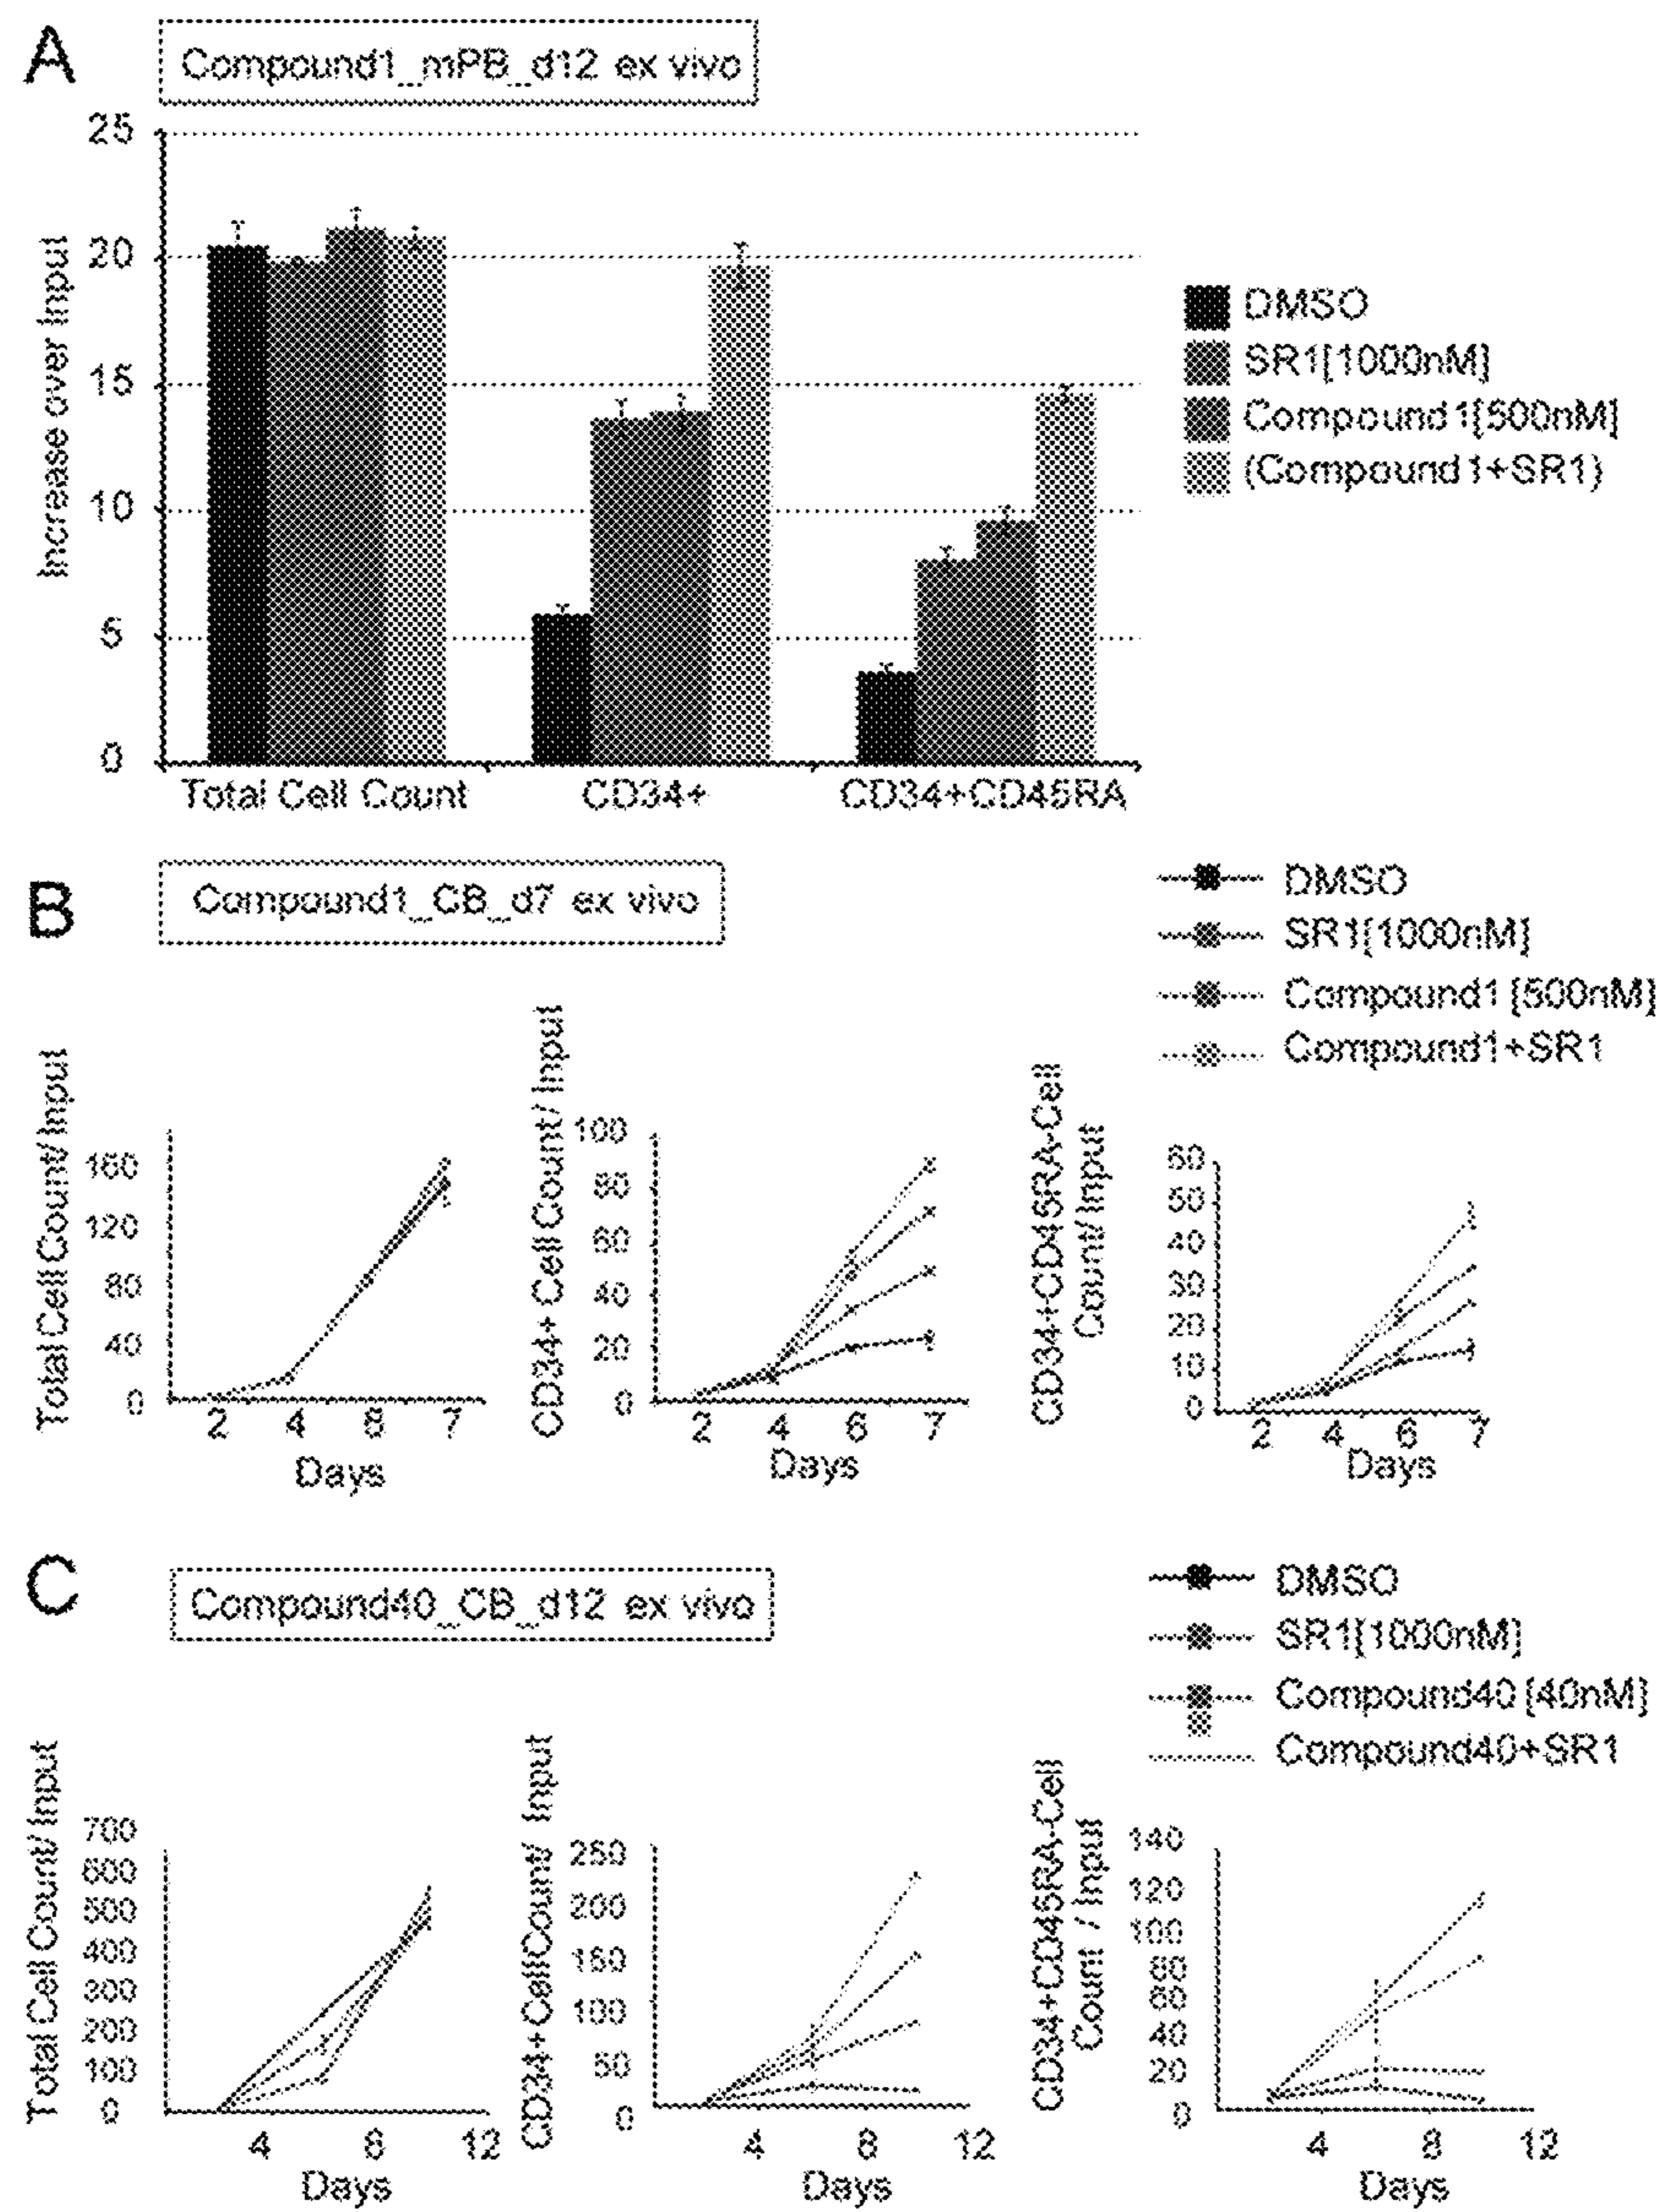 A
Compound1_mPB_d12 ex vivo
25
20
15
10
5
0
Increase over Input
Total Cell Count
CD34+
CD34+CD45RA
DMSO
SR1[1000nM]
Compound1[500nM]
(Compound1+SR1)
B
Compound1_CB_d7 ex vivo
DMSO
SR1[1000nM]
Compound1 [500nM]
Compound1+SR1
Total Cell Count/ Input
160
120
80
40
0
2 4 6 7
Days
CD34+ Cell Count/ Input
100
80
60
40
20
0
2 4 6 7
Days
CD34+CD45RA-Cell
Count/ Input
60
50
40
30
20
10
0
2 4 6 7
Days
C
Compound40_CB_d12 ex vivo
DMSO
SR1[1000nM]
Compound40 [40nM]
Compound40+SR1
Total Cell Count/ Input
700
600
500
400
300
200
100
0
4 8 12
Days
CD34+CellCount/ Input
250
200
150
100
50
0
4 8 12
Days
CD34+CD45RA-Cell
Count / Input
140
120
100
80
60
40
20
0
4 8 12
Days